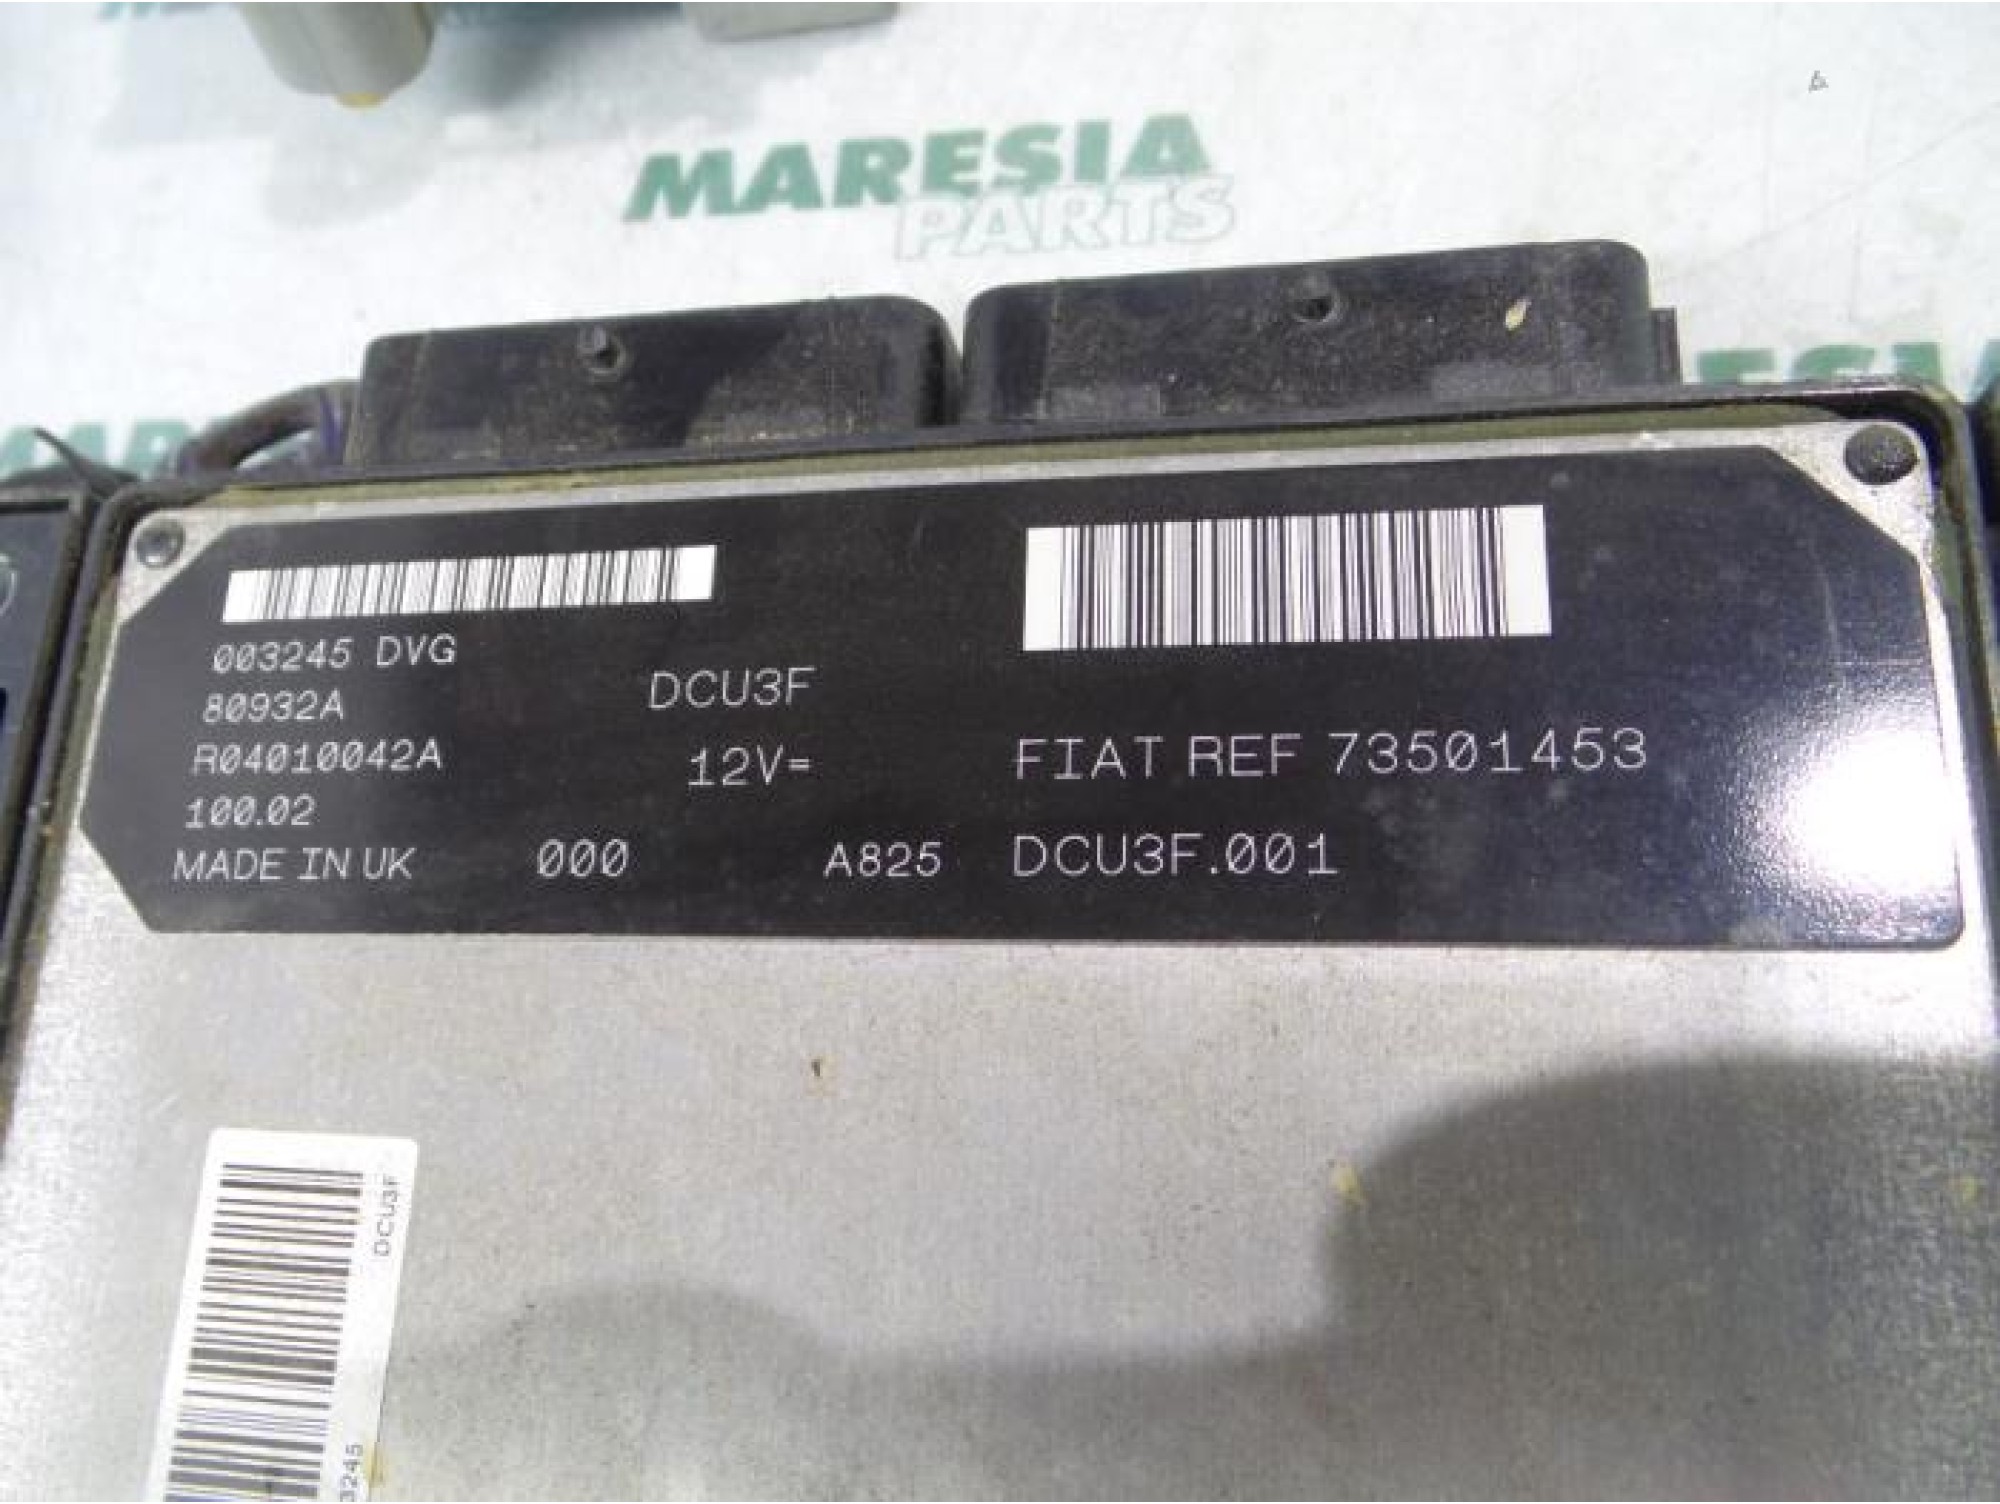 MARESIA
PARTS
003245 DVG
80932A
R04010042A
100.02
MADE IN UK
000
DCU3F
12V=
A825
FIAT REF 73501453
DCU3F.001
DCU3F
3245